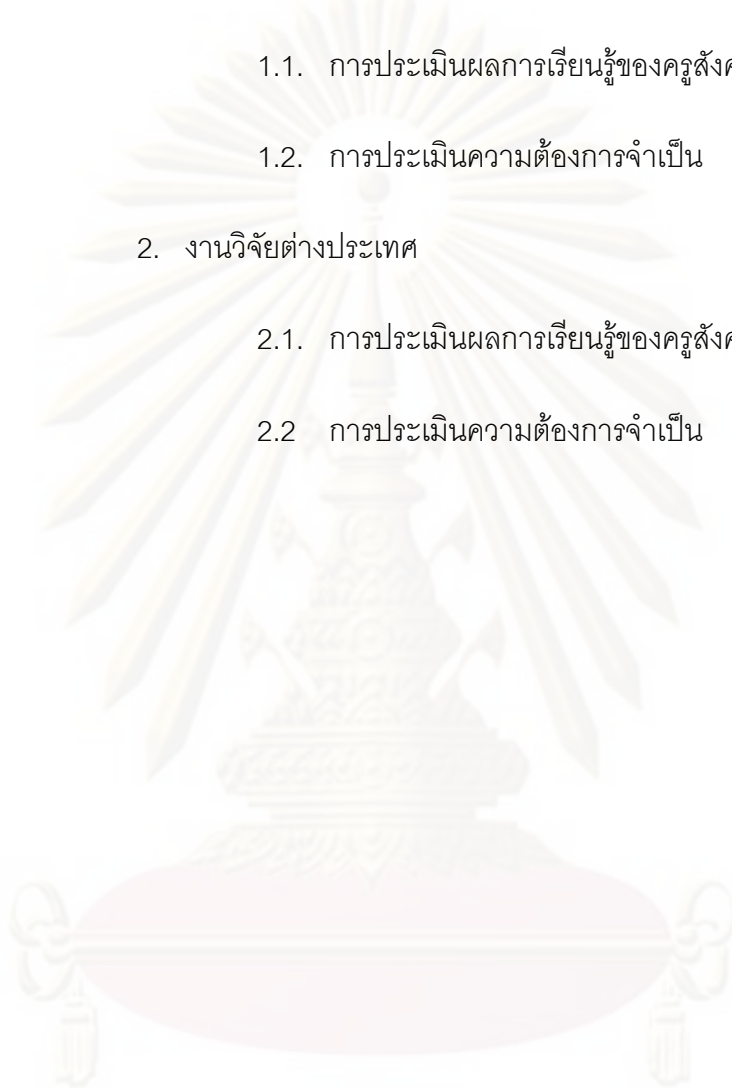 1.1. การประเมินผลการเรียนรู้ของครูสัง
1.2. การประเมินความต้องการจำเป็น
2. งานวิจัยต่างประเทศ
2.1. การประเมินผลการเรียนรู้ของครูสัง
2.2 การประเมินความต้องการจำเป็น